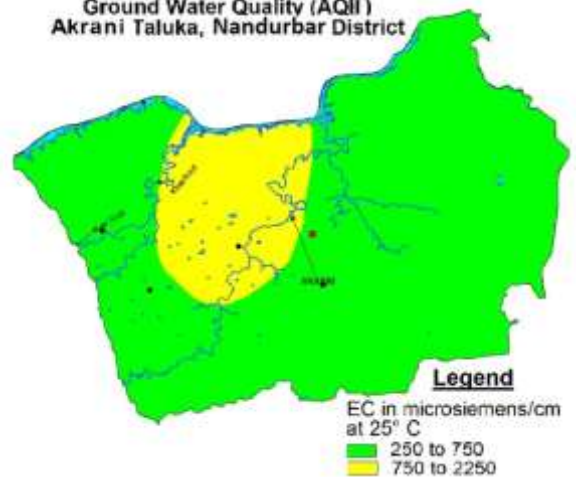 Ground Water Quality (AQII)
Akrani Taluka, Nandurbar District
Legend
EC in microsiemens/cm
at 25° C
250 to 750
750 to 2250